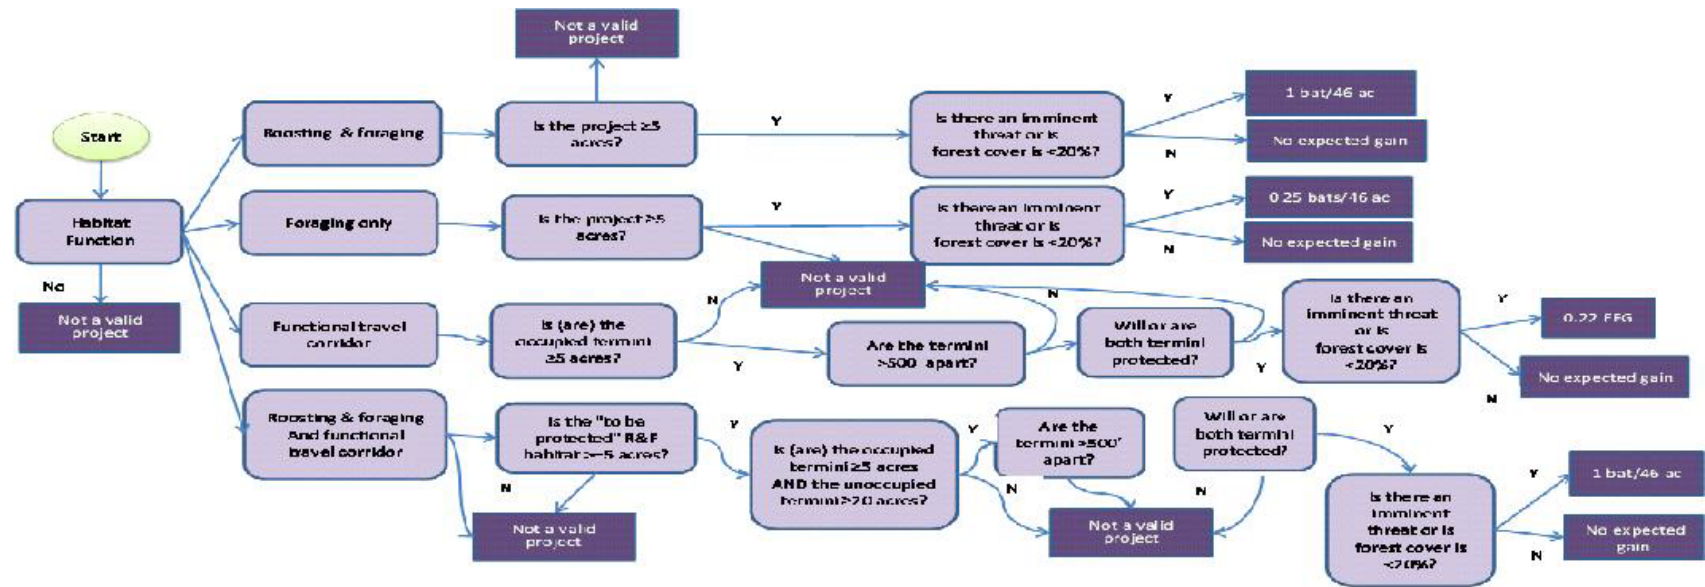 Not a valid
project
Start
Roosting & foraging
Is the project ≥5
acres?
Y
Is there an imminent
threat or is
forest cover is <20%?
Y
1 bat/46 ac
N
No expected gain
Habitat
Function
Foraging only
Is the project ≥5
acres?
Y
Is there an imminent
threat or is
forest cover is <20%?
Y
0.25 bats/46 ac
N
No expected gain
No
Not a valid
project
Not a valid
project
Functional travel
corridor
Is (are) the
occupied termini
≥5 acres?
N
Y
Are the termini
>500 apart?
N
Will or are
both termini
protected?
Y
Is there an
imminent threat
or is
forest cover is
<20%?
Y
0.22
N
No expected gain
Roosting & foraging
And functional
travel corridor
Is the "to be
protected" R&F
habitat >=5 acres?
N
Not a valid
project
Y
Is (are) the occupied
termini ≥5 acres
AND the unoccupied
termini ≥20 acres?
Y
N
Are the
termini >500'
apart?
N
Not a valid
project
Will or are
both termini
protected?
Y
Is there an
imminent
threat or is
forest cover is
<20%?
Y
1 bat/46 ac
N
No expected
gain